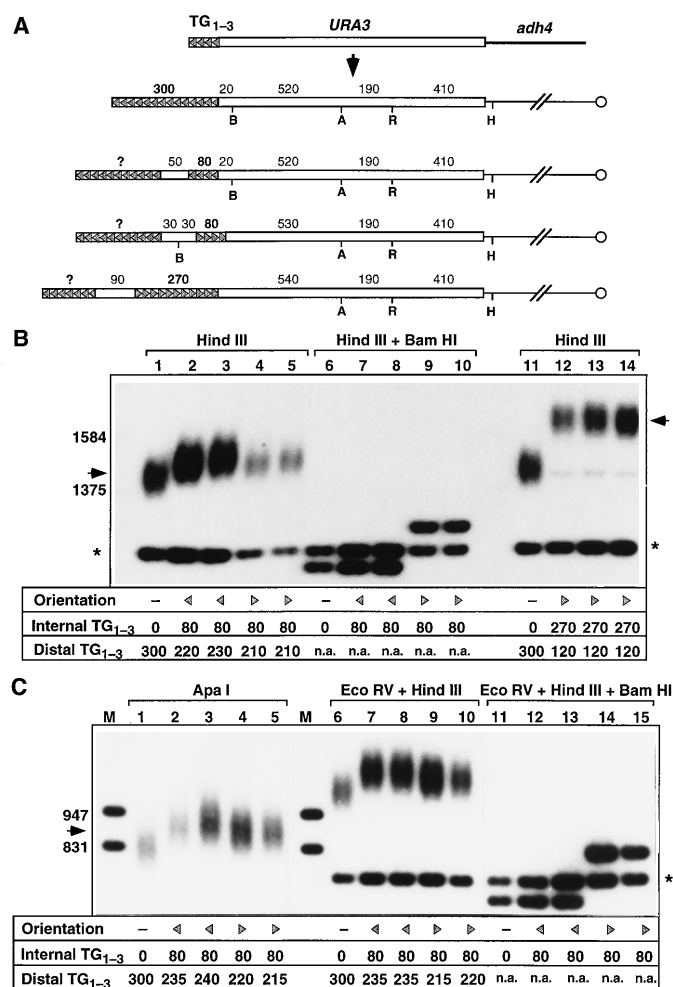 A
TG1–3 URA3 adh4
300 20 520 190 410
B A R H
? 50 80 20 520 190 410
B A R H
? 30 30 80 530 190 410
B A R H
? 90 270 540 190 410
A R H
B
Hind III Hind III + Bam HI Hind III
1 2 3 4 5 6 7 8 9 10 11 12 13 14
1584
1375
* *
Orientation – –  –
Internal TG1–3 0 80 80 80 80 0 80 80 80 80 0 270 270 270
Distal TG1–3 300 220 230 210 210 n.a. n.a. n.a. n.a. n.a. 300 120 120 120
C
Apa I Eco RV + Hind III Eco RV + Hind III + Bam HI
M 1 2 3 4 5 M 6 7 8 9 10 11 12 13 14 15
947
831
*
Orientation – – –
Internal TG1–3 0 80 80 80 80 0 80 80 80 80 0 80 80 80 80
Distal TG1–3 300 235 240 220 215 300 235 235 215 220 n.a. n.a. n.a. n.a. n.a.